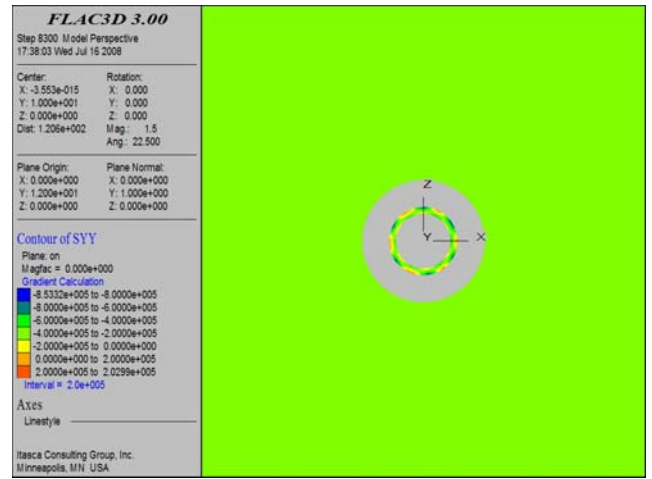 FLAC3D 3.00
Step 8300 Model Perspective
17:38:03 Wed Jul 16 2008
Center: Rotation:
X: -3.553e-015 X: 0.000
Y: 1.000e+001 Y: 0.000
Z: 0.000e+000 Z: 0.000
Dist: 1.206e+002 Mag.: 1.5
Ang.: 22.500
Plane Origin: Plane Normal:
X: 0.000e+000 X: 0.000e+000
Y: 1.200e+001 Y: 1.000e+000
Z: 0.000e+000 Z: 0.000e+000
Contour of SYY
Plane: on
Magfac = 0.000e+000
Gradient Calculation
-8.5332e+005 to -8.0000e+005
-8.0000e+005 to -6.0000e+005
-6.0000e+005 to -4.0000e+005
-4.0000e+005 to -2.0000e+005
-2.0000e+005 to 0.0000e+000
0.0000e+000 to 2.0000e+005
2.0000e+005 to 2.0299e+005
Interval = 2.0e+005
Axes
Linestyle
Itasca Consulting Group, Inc.
Minneapolis, MN USA
Z
Y
X